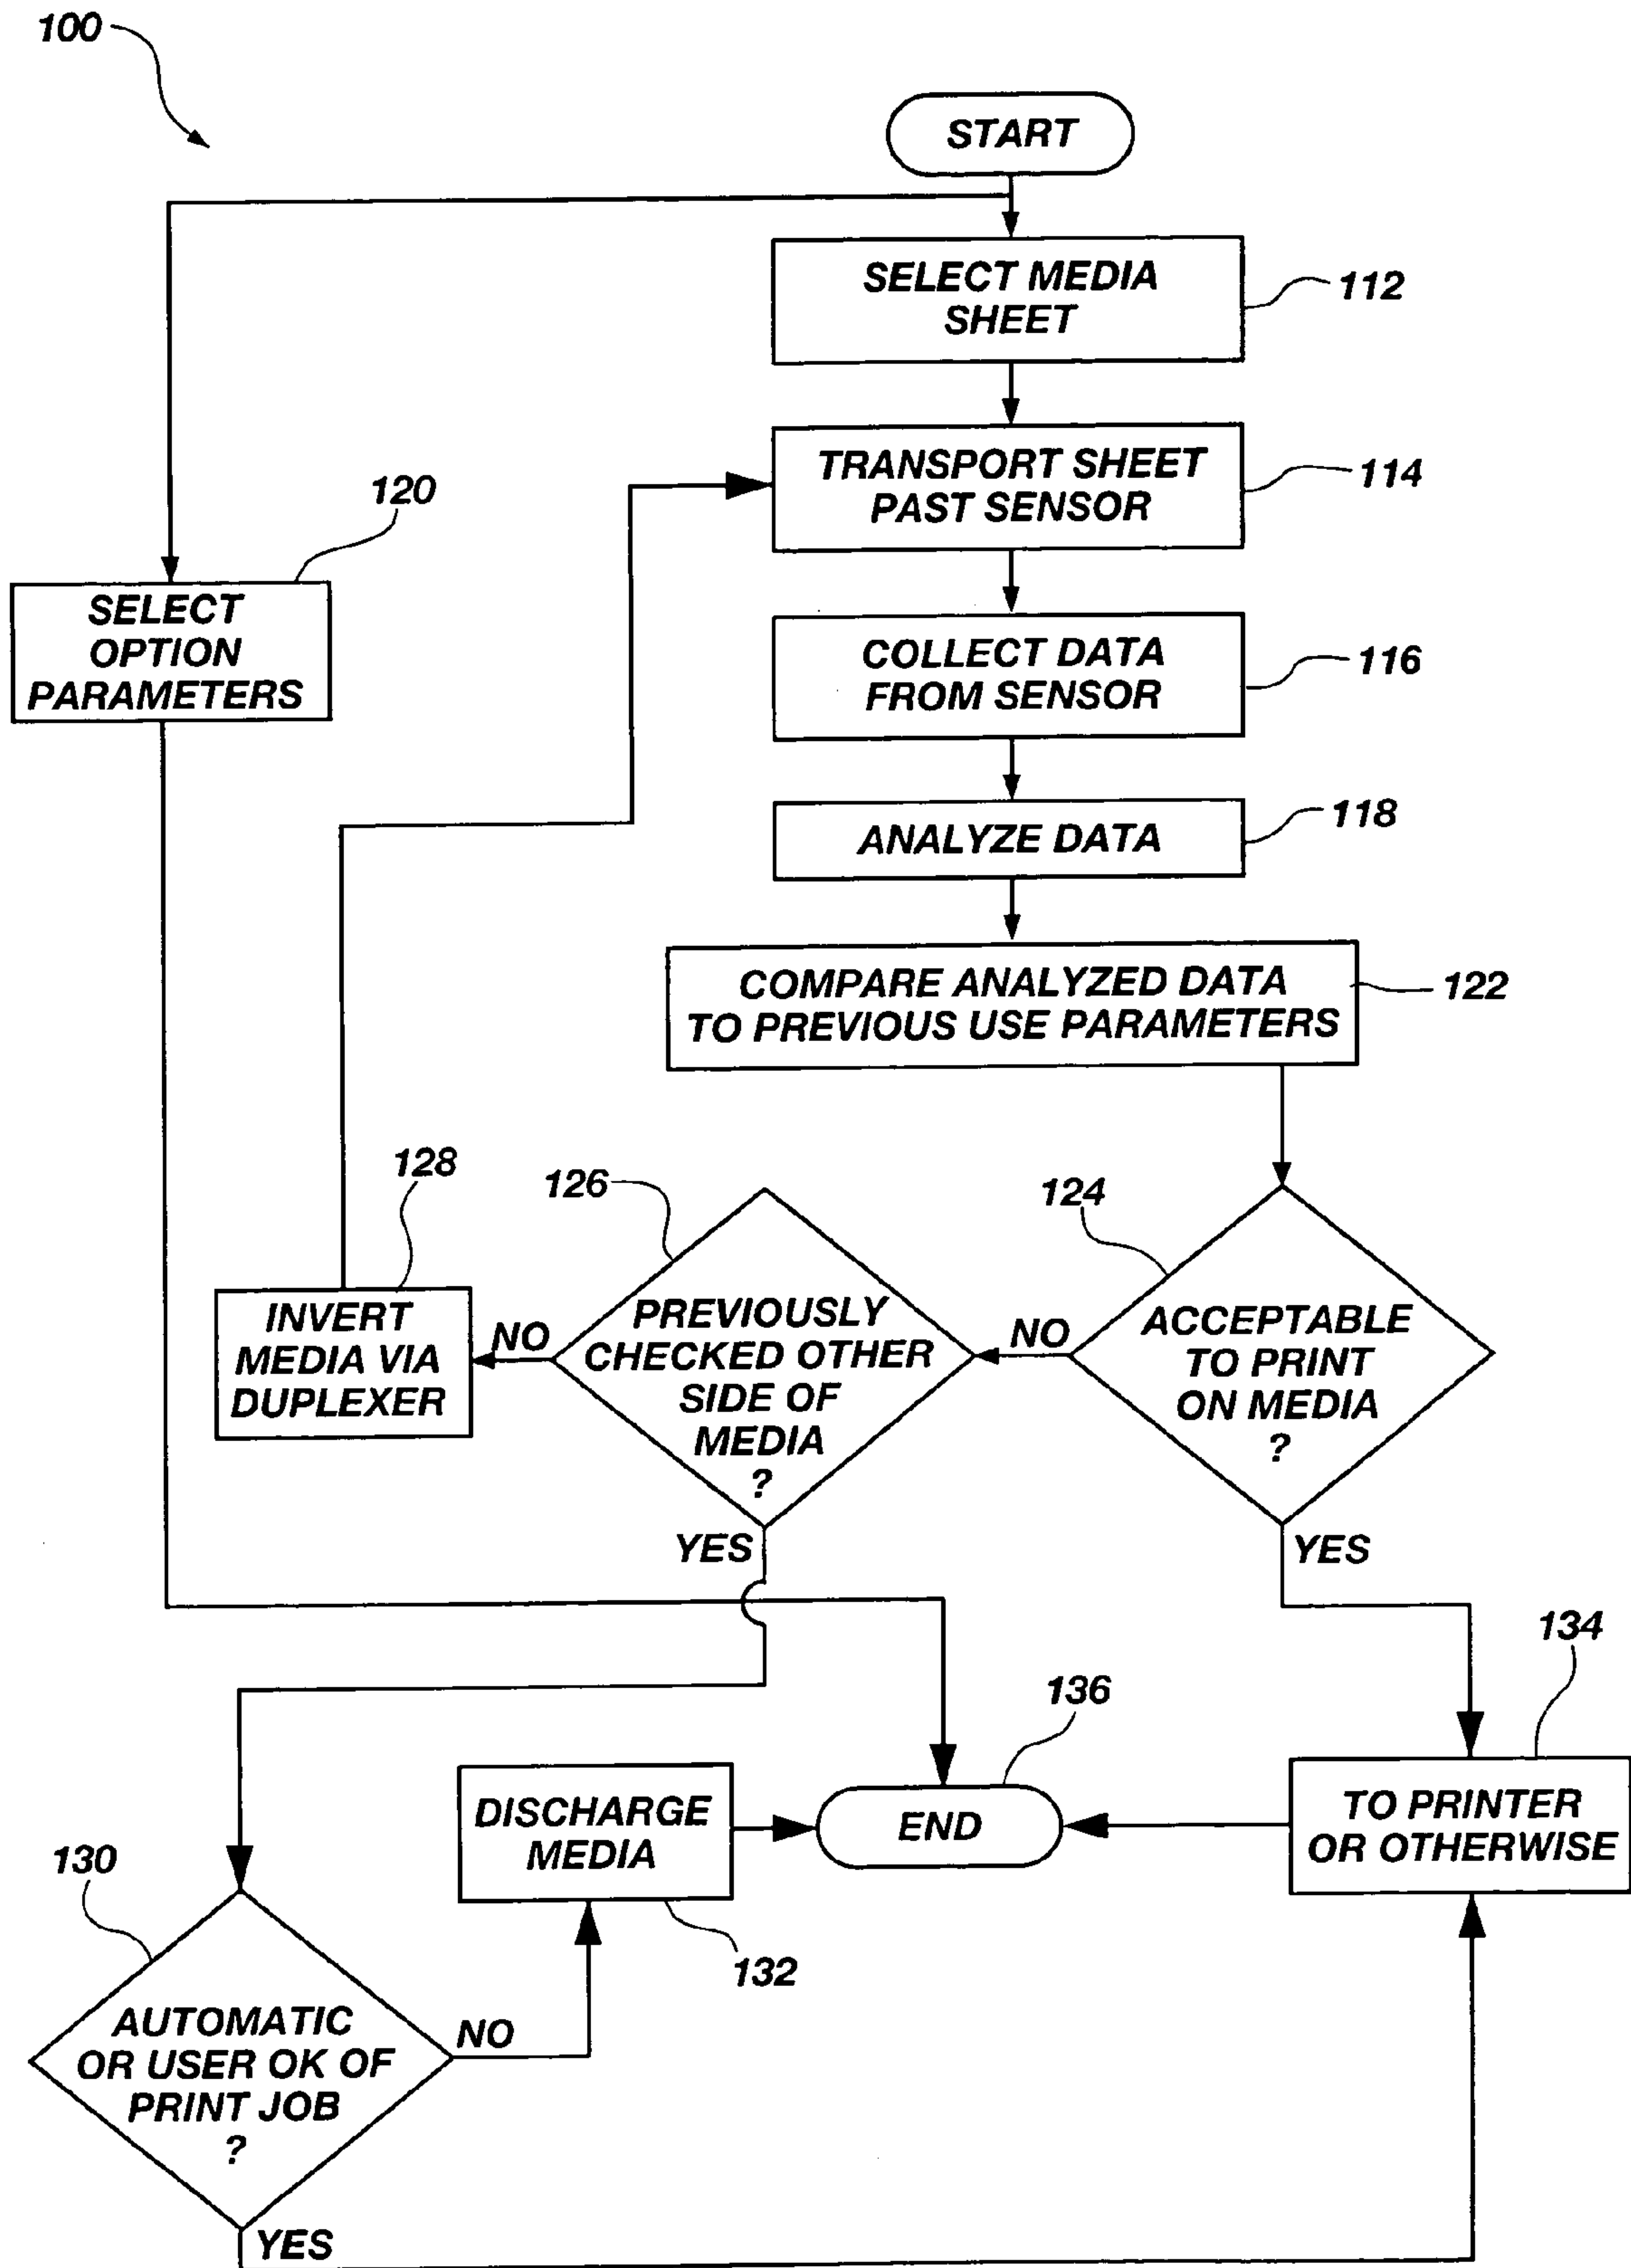 100
START
SELECT MEDIA
SHEET
112
TRANSPORT SHEET
PAST SENSOR
114
120
SELECT
OPTION
PARAMETERS
COLLECT DATA
FROM SENSOR
116
ANALYZE DATA
118
COMPARE ANALYZED DATA
TO PREVIOUS USE PARAMETERS
122
128
126
124
INVERT
MEDIA VIA
DUPLEXER
NO
PREVIOUSLY
CHECKED OTHER
SIDE OF
MEDIA
?
NO
ACCEPTABLE
TO PRINT
ON MEDIA
?
YES
YES
134
136
DISCHARGE
MEDIA
END
TO PRINTER
OR OTHERWISE
130
132
AUTOMATIC
OR USER OK OF
PRINT JOB
?
NO
YES